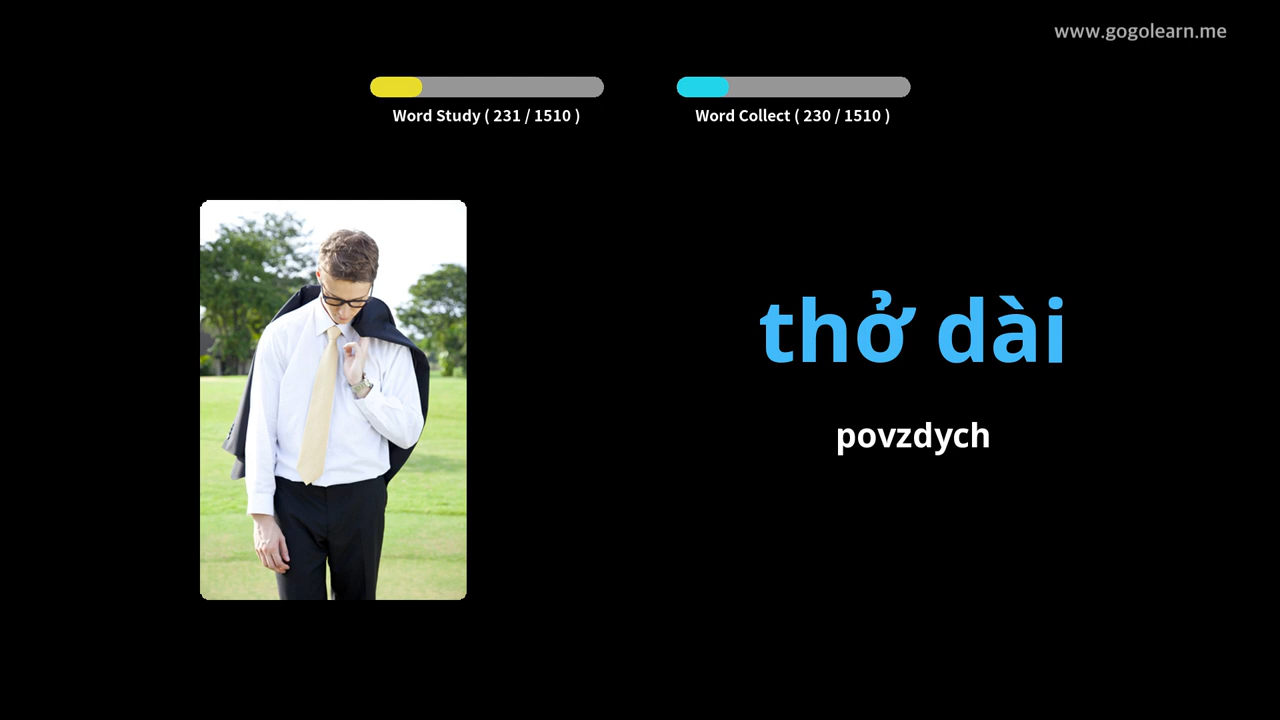 www.gogolearn.me
Word Study ( 231 / 1510 )
Word Collect ( 230 / 1510 )
thở dài
povzdych